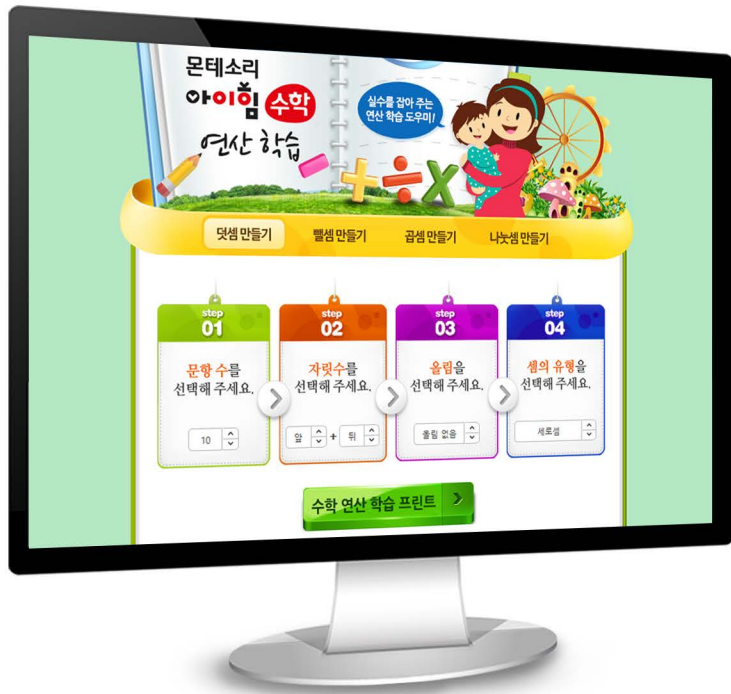 몬테소리
아이힘 수학
연산 학습
실수를 잡아 주는
연산 학습 도우미!
덧셈 만들기 뺄셈 만들기 곱셈 만들기 나눗셈 만들기
step
01
문항 수를
선택해 주세요.
10
step
02
자릿수를
선택해 주세요.
앞 + 뒤
step
03
올림을
선택해 주세요.
올림 없음
step
04
셈의 유형을
선택해 주세요.
세로셈
수학 연산 학습 프린트